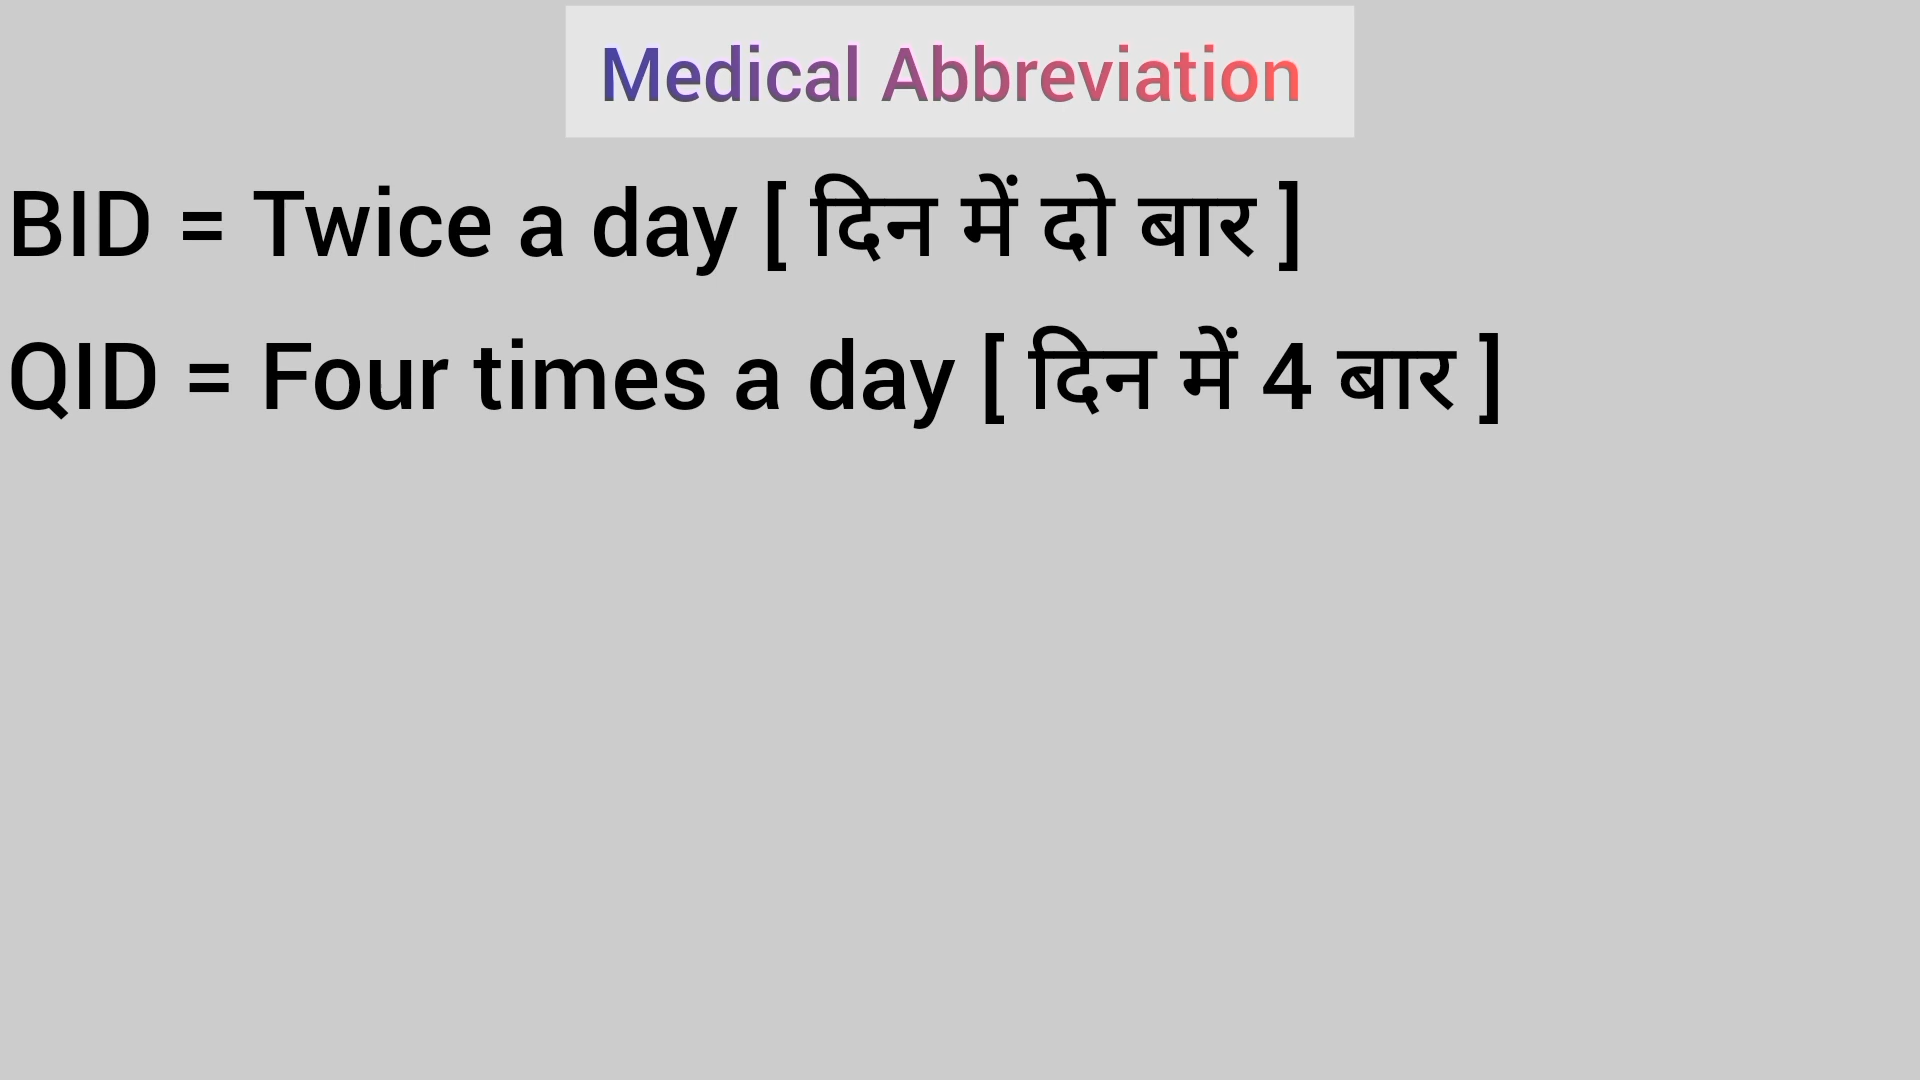 Medical Abbreviation
BID = Twice a day [ दिन में दो बार ]
QID = Four times a day [ दिन में 4 बार ]